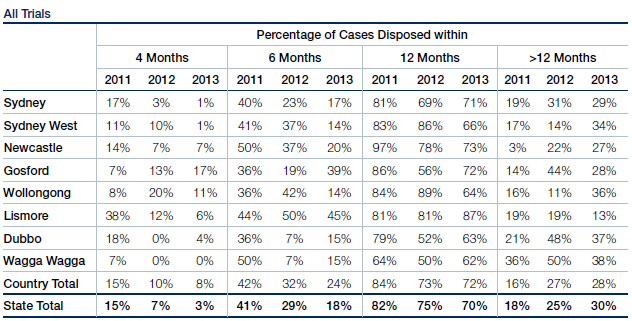 All Trials
Percentage of Cases Disposed within
4 Months 6 Months 12 Months >12 Months
2011 2012 2013 2011 2012 2013 2011 2012 2013 2011 2012 2013
Sydney 17% 3% 1% 40% 23% 17% 81% 69% 71% 19% 31% 29%
Sydney West 11% 10% 1% 41% 37% 14% 83% 86% 66% 17% 14% 34%
Newcastle 14% 7% 7% 50% 37% 20% 97% 78% 73% 3% 22% 27%
Gosford 7% 13% 17% 36% 19% 39% 86% 56% 72% 14% 44% 28%
Wollongong 8% 20% 11% 36% 42% 14% 84% 89% 64% 16% 11% 36%
Lismore 38% 12% 6% 44% 50% 45% 81% 81% 87% 19% 19% 13%
Dubbo 18% 0% 4% 36% 7% 15% 79% 52% 63% 21% 48% 37%
Wagga Wagga 7% 0% 0% 50% 7% 15% 64% 50% 62% 36% 50% 38%
Country Total 15% 10% 8% 42% 32% 24% 84% 73% 72% 16% 27% 28%
State Total 15% 7% 3% 41% 29% 18% 82% 75% 70% 18% 25% 30%